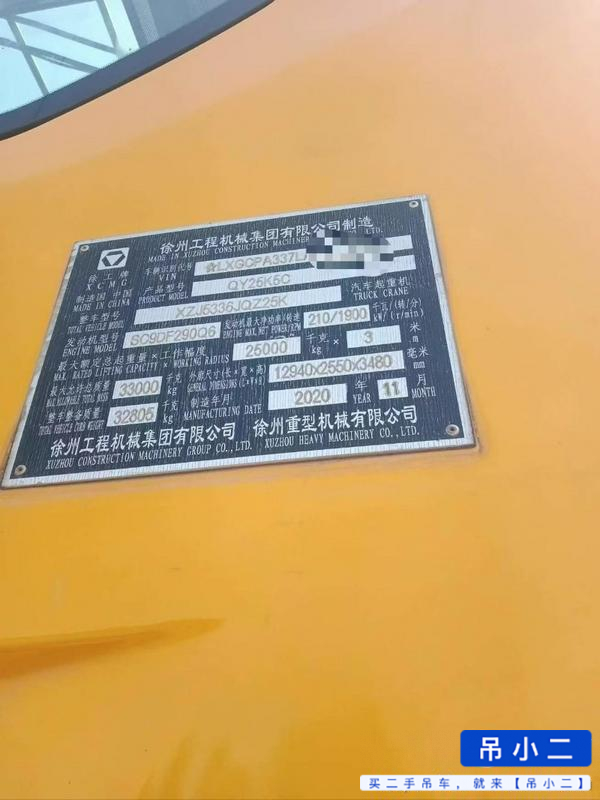 徐州工程机械集团有限公司制造
MADE IN XUZHOU CONSTRUCTION MACHINERY LTD.
徐工牌
XCMG
车辆识别代号
VIN
☆LXGCPA337L
制造国 中国
MADE IN CHINA
产品型号
PRODUCT MODEL
QY25K5C
汽车起重机
TRUCK CRANE
整车型号
TOTAL VEHICLE MODEL
XZJ5336JQZ25K
发动机型号
ENGINE MODEL
SC9DF290Q6
发动机最大净功率/转速
ENGINE MAX. NET POWER/RPM
210/1900
千瓦/(转/分)
kW/(r/min)
最大额定总起重量×工作幅度
MAX. RATED LIFTING CAPACITY × WORKING RADIUS
25000
千克
kg
×
3
米
m
最大允许总质量
MAX ALLOWABLE TOTAL MASS
33000
千克
kg
外廓尺寸(长×宽×高)
GENERAL DIMENSIONS (L×W×H)
12940x2550x3480
毫米
mm
整车整备质量
TOTAL VEHICLE CURB WEIGHT
32805
千克
kg
制造年月
MANUFACTURING DATE
2020
年
YEAR
11
月
MONTH
徐州工程机械集团有限公司
XUZHOU CONSTRUCTION MACHINERY GROUP CO., LTD.
徐州重型机械有限公司
XUZHOU HEAVY MACHINERY CO., LTD.
吊小二
买二手吊车，就来【吊小二】